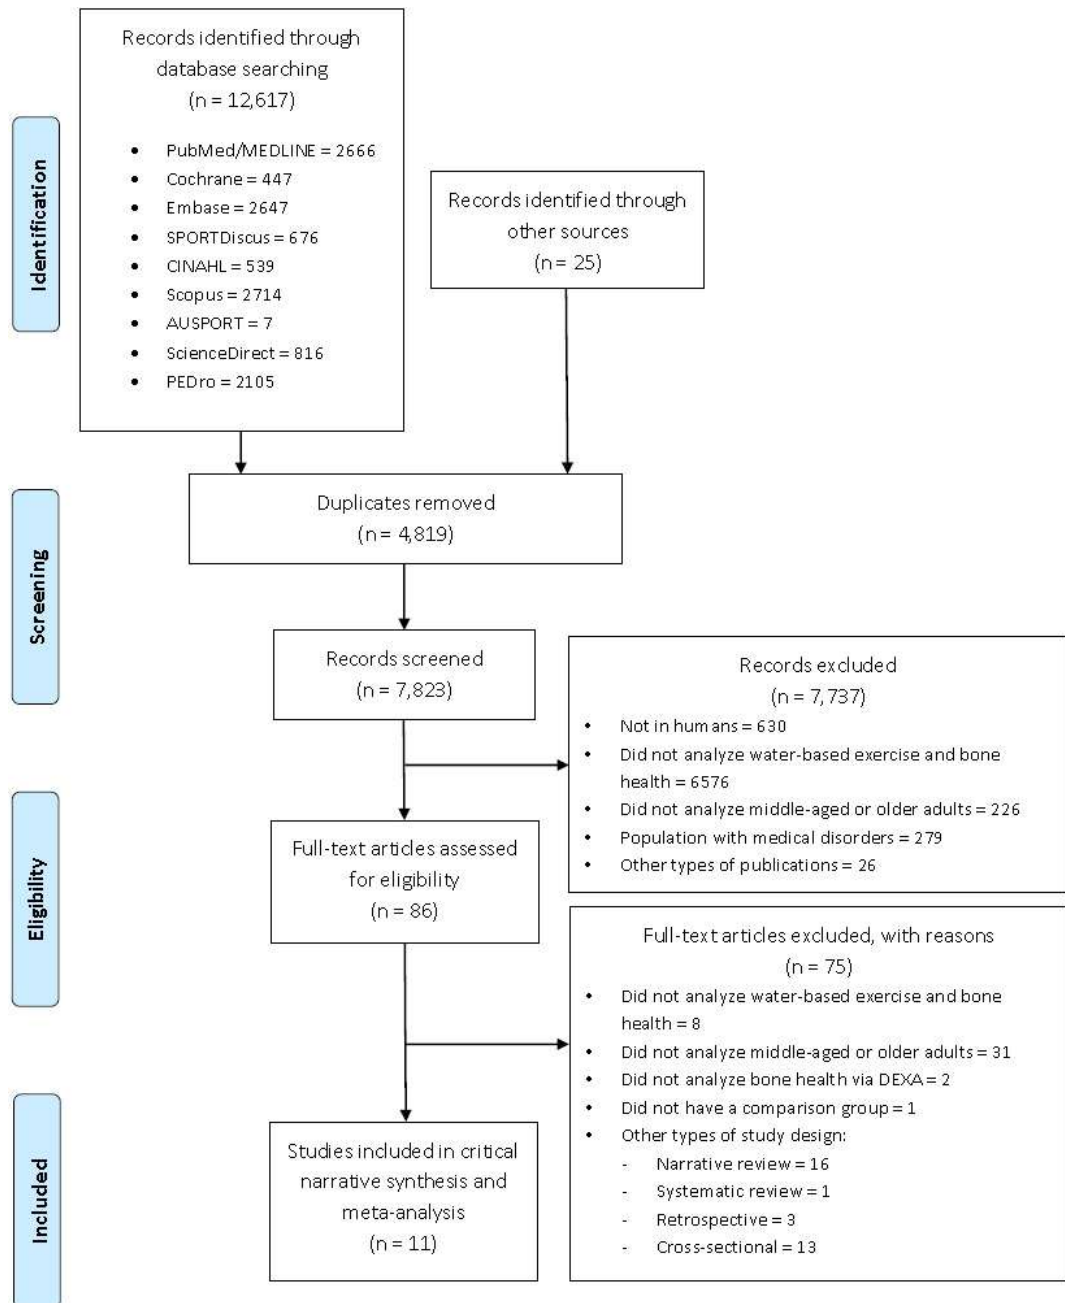 Identification
Records identified through
database searching
(n = 12,617)
• PubMed/MEDLINE = 2666
• Cochrane = 447
• Embase = 2647
• SPORTDiscus = 676
• CINAHL = 539
• Scopus = 2714
• AUSPORT = 7
• ScienceDirect = 816
• PEDro = 2105
Records identified through
other sources
(n = 25)
Screening
Duplicates removed
(n = 4,819)
Records screened
(n = 7,823)
Records excluded
(n = 7,737)
• Not in humans = 630
• Did not analyze water-based exercise and bone
health = 6576
• Did not analyze middle-aged or older adults = 226
• Population with medical disorders = 279
• Other types of publications = 26
Eligibility
Full-text articles assessed
for eligibility
(n = 86)
Full-text articles excluded, with reasons
(n = 75)
• Did not analyze water-based exercise and bone
health = 8
• Did not analyze middle-aged or older adults = 31
• Did not analyze bone health via DEXA = 2
• Did not have a comparison group = 1
• Other types of study design:
- Narrative review = 16
- Systematic review = 1
- Retrospective = 3
- Cross-sectional = 13
Included
Studies included in critical
narrative synthesis and
meta-analysis
(n = 11)